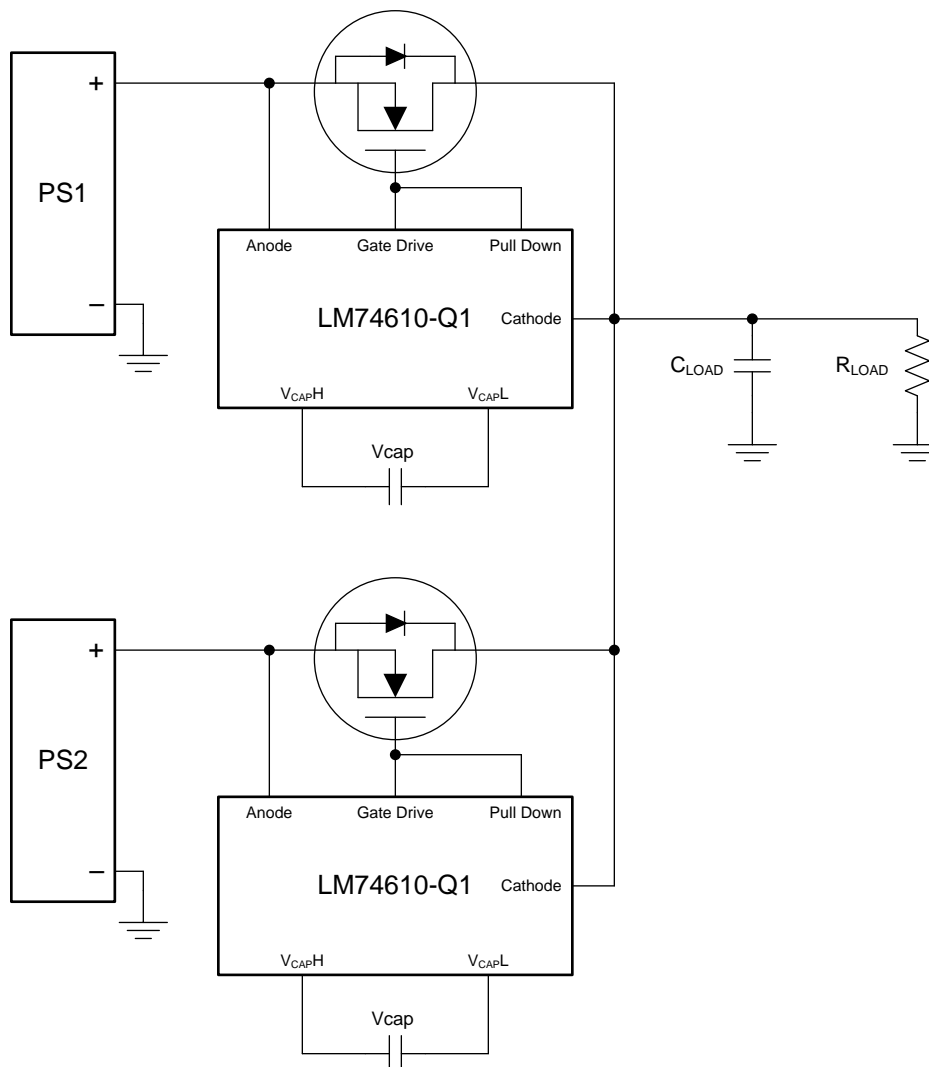 +
PS1
−
Anode Gate Drive Pull Down
LM74610-Q1
Cathode
VCAPH VCAPL
Vcap
CLOAD
RLOAD
+
PS2
−
Anode Gate Drive Pull Down
LM74610-Q1
Cathode
VCAPH VCAPL
Vcap